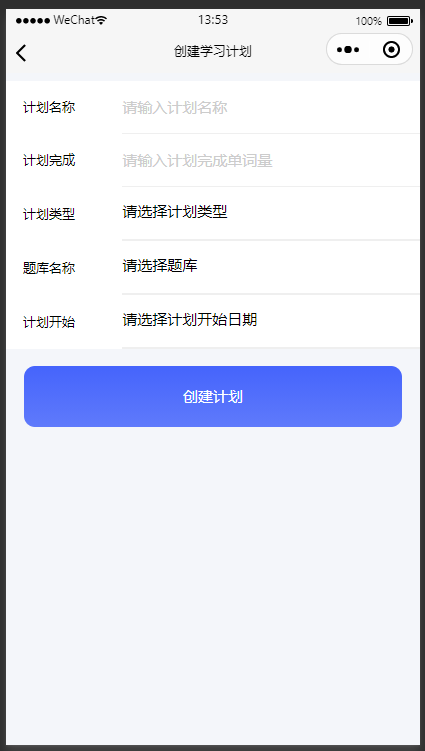 WeChat 13:53 100%
创建学习计划
计划名称 请输入计划名称
计划完成 请输入计划完成单词量
计划类型 请选择计划类型
题库名称 请选择题库
计划开始 请选择计划开始日期
创建计划